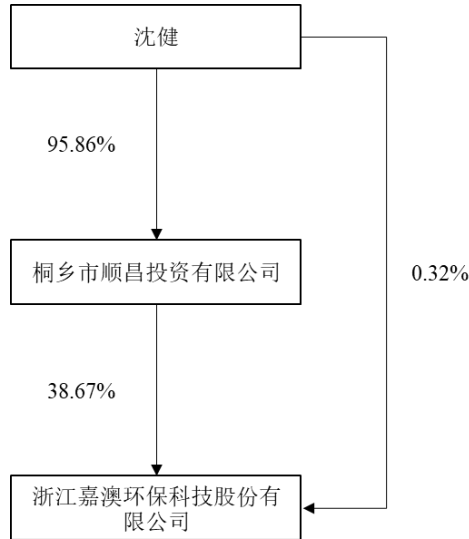 沈健
95.86%
桐乡市顺昌投资有限公司
0.32%
38.67%
浙江嘉澳环保科技股份有
限公司